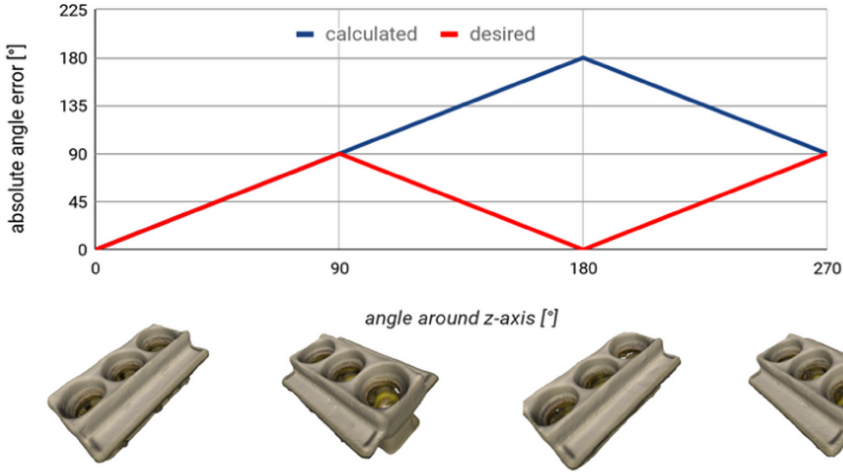 225
calculated desired
180
135
90
45
0
absolute angle error [°]
0 90 180 270
angle around z-axis [°]